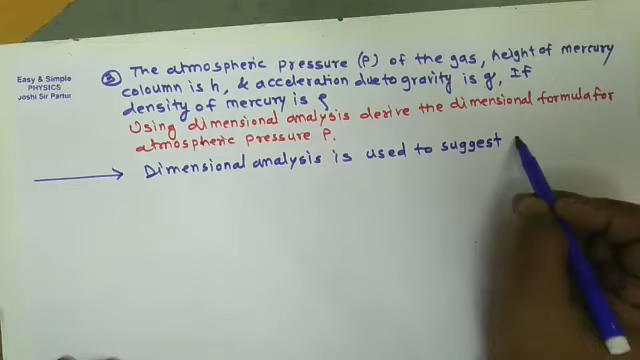 Easy & Simple
PHYSICS
Joshi Sir Partur
③ The atmospheric pressure (P) of the gas, height of mercury
coloumn is h, & acceleration due to gravity is g, If
density of mercury is ρ
Using dimensional analysis derive the dimensional formula for
atmospheric pressure P.
→ Dimensional analysis is used to suggest